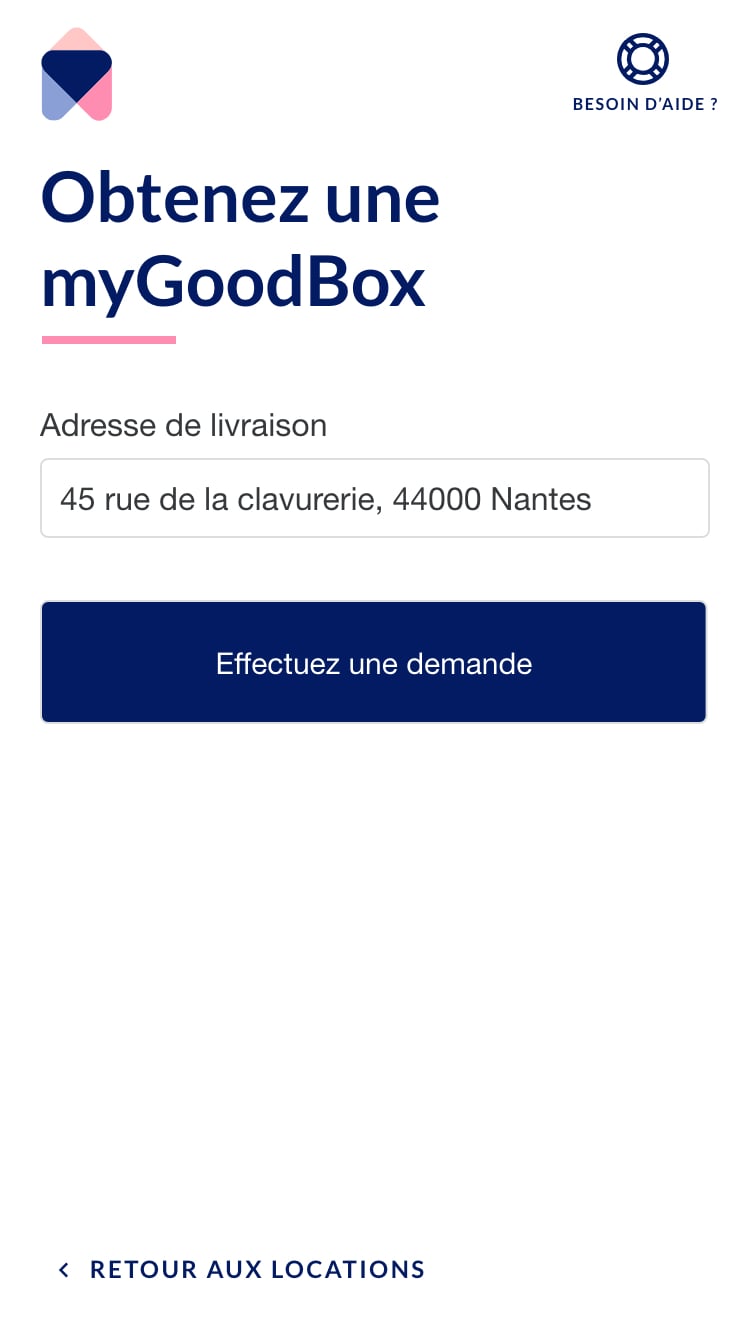 BESOIN D'AIDE ?
Obtenez une
myGoodBox
Adresse de livraison
45 rue de la clavurerie, 44000 Nantes
Effectuez une demande
RETOUR AUX LOCATIONS